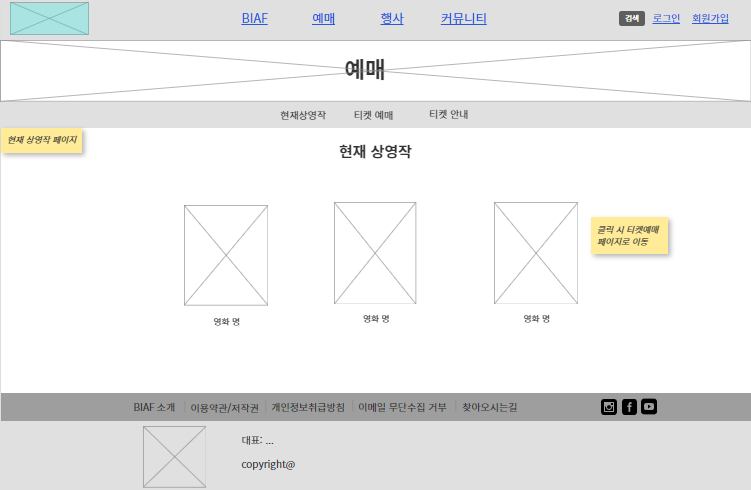 BIAF 예매 행사 커뮤니티 검색 로그인 회원가입
예매
현재상영작 티켓 예매 티켓 안내
현재 상영작 페이지
현재 상영작
클릭 시 티켓예매
페이지로 이동
영화 명 영화 명 영화 명
BIAF 소개 이용약관/저작권 개인정보취급방침 이메일 무단수집 거부 찾아오시는길
대표: ...
copyright@